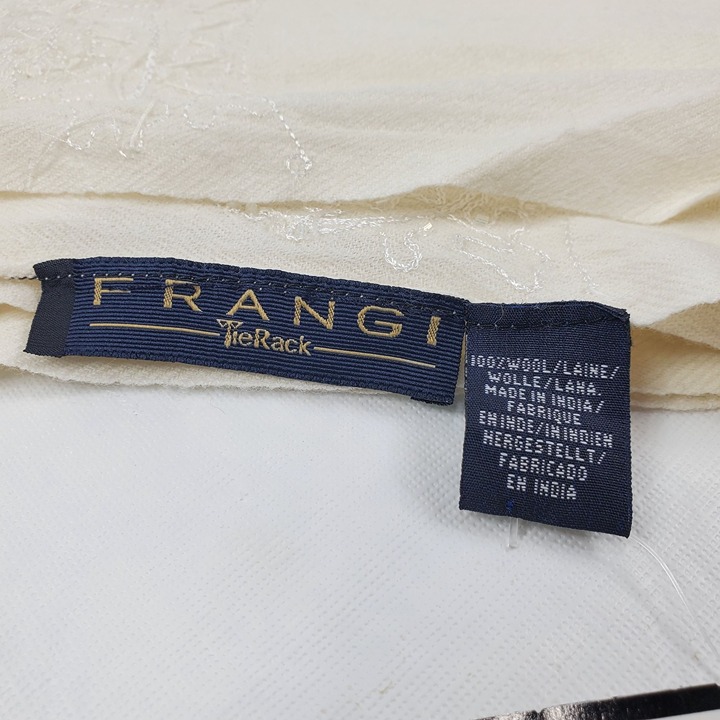 FRANGI
TieRack
100%WOOL/LAINE/
WOLLE/LANA.
MADE IN INDIA/
FABRIQUE
EN INDE/IN INDIEN
HERGESTELLT/
FABRICADO
EN INDIA